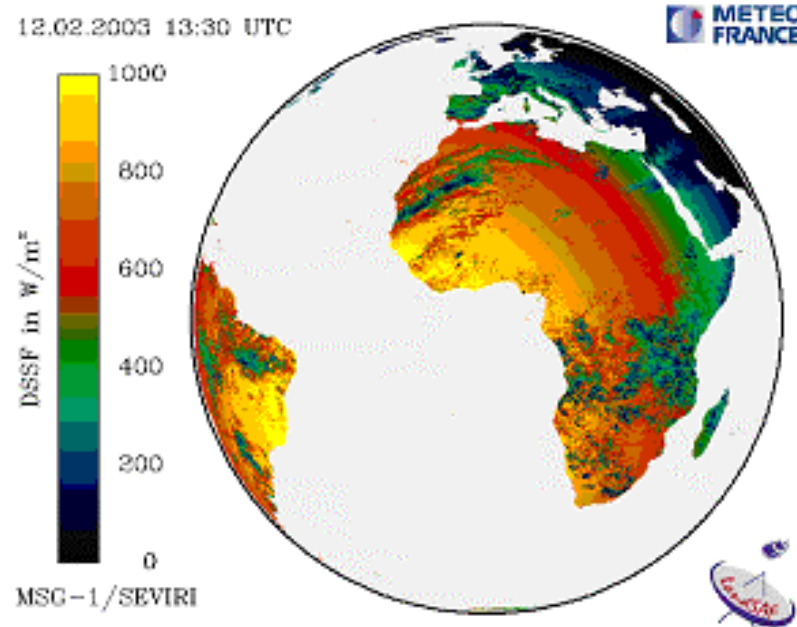 12.02.2003 13:30 UTC
METEO
FRANCE
1000
800
600
400
200
0
DSSF in W/m²
MSG-1/SEVIRI
LandSAF